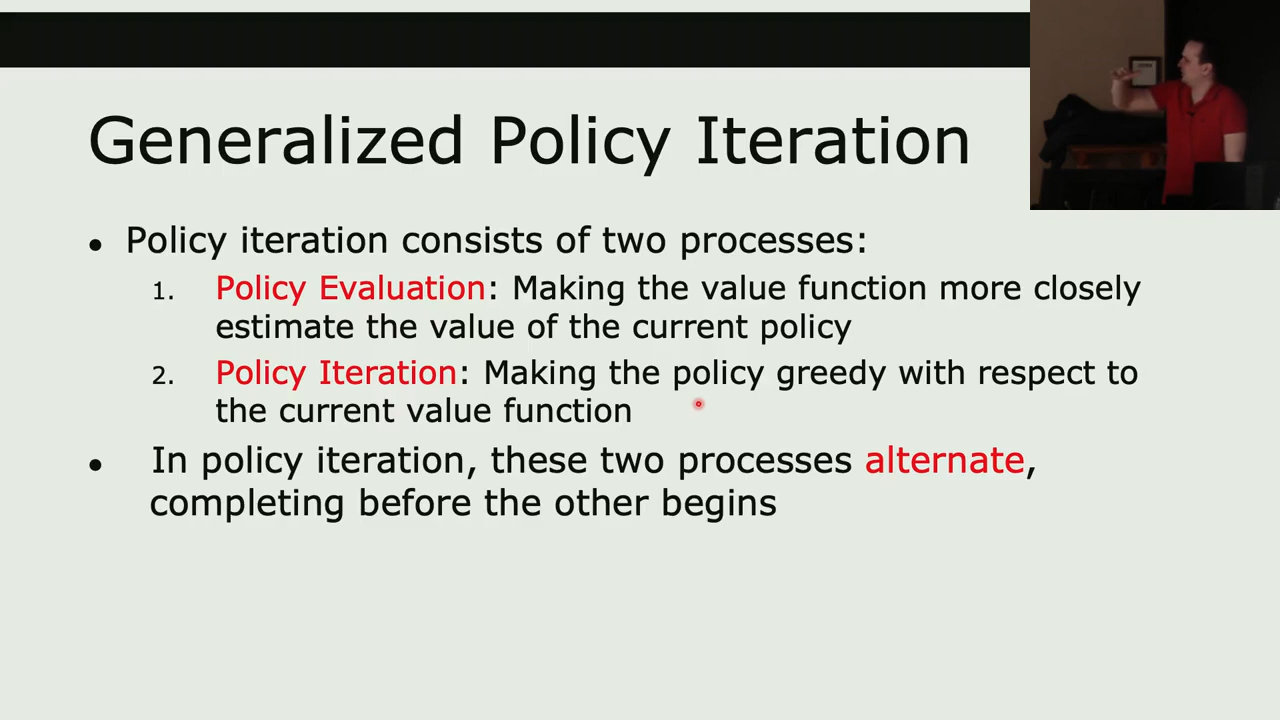 Generalized Policy Iteration
● Policy iteration consists of two processes:
1. Policy Evaluation: Making the value function more closely
estimate the value of the current policy
2. Policy Iteration: Making the policy greedy with respect to
the current value function
● In policy iteration, these two processes alternate,
completing before the other begins